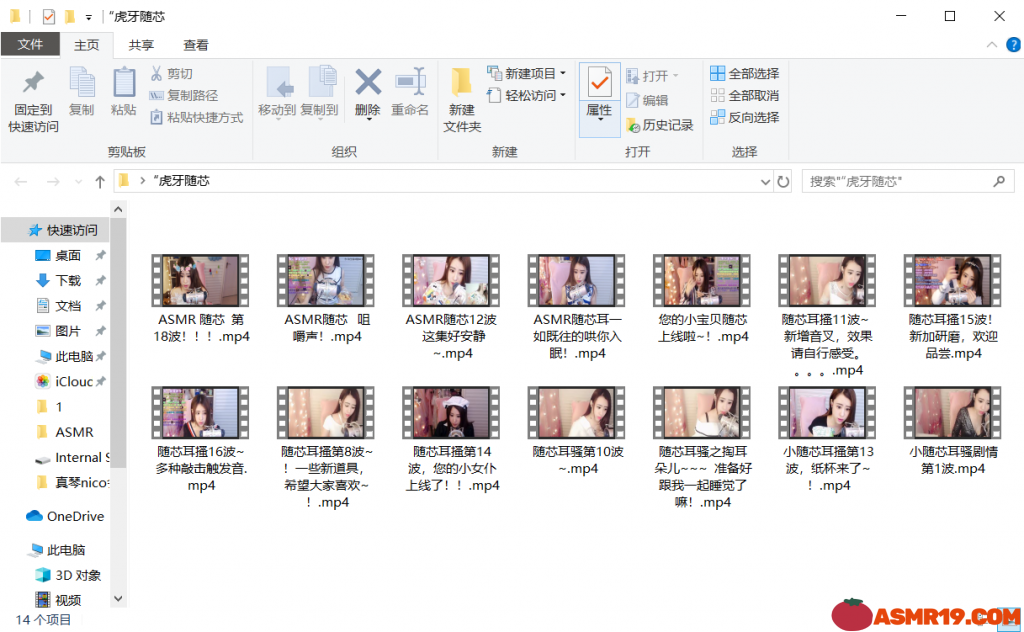 "虎牙随芯
文件 主页 共享 查看
固定到
快速访问
复制
粘贴
剪切
复制路径
粘贴快捷方式
剪贴板
移动到 复制到
删除 重命名
组织
新建
文件夹
新建项目
轻松访问
新建
属性
打开
编辑
历史记录
打开
全部选择
全部取消
反向选择
选择
"虎牙随芯
搜索"“虎牙随芯"
快速访问
桌面
下载
文档
图片
此电脑
iClouc
1
ASMR
Internal S
真琴nico
OneDrive
此电脑
3D 对象
视频
14 个项目
ASMR 随芯 第
18波！！！.mp4
ASMR随芯 咀
嚼声！.mp4
ASMR随芯12波
这集好安静
~.mp4
ASMR随芯耳一
如既往的哄你入
眠！.mp4
您的小宝贝随芯
上线啦~！.mp4
随芯耳搔11波~
新增音叉，效果
请自行感受。
。。。.mp4
随芯耳搔15波！
新加研磨，欢迎
品尝.mp4
随芯耳搔16波~
多种敲击触发音.
mp4
随芯耳搔第8波~
！一些新道具，
希望大家喜欢~
！.mp4
随芯耳搔第14
波，您的小女仆
上线了！！.mp4
随芯耳骚第10波
~.mp4
随芯耳骚之掏耳
朵儿~~~ 准备好
跟我一起睡觉了
嘛！.mp4
小随芯耳搔第13
波，纸杯来了~
！.mp4
小随芯耳骚剧情
第1波.mp4
ASMR19.COM